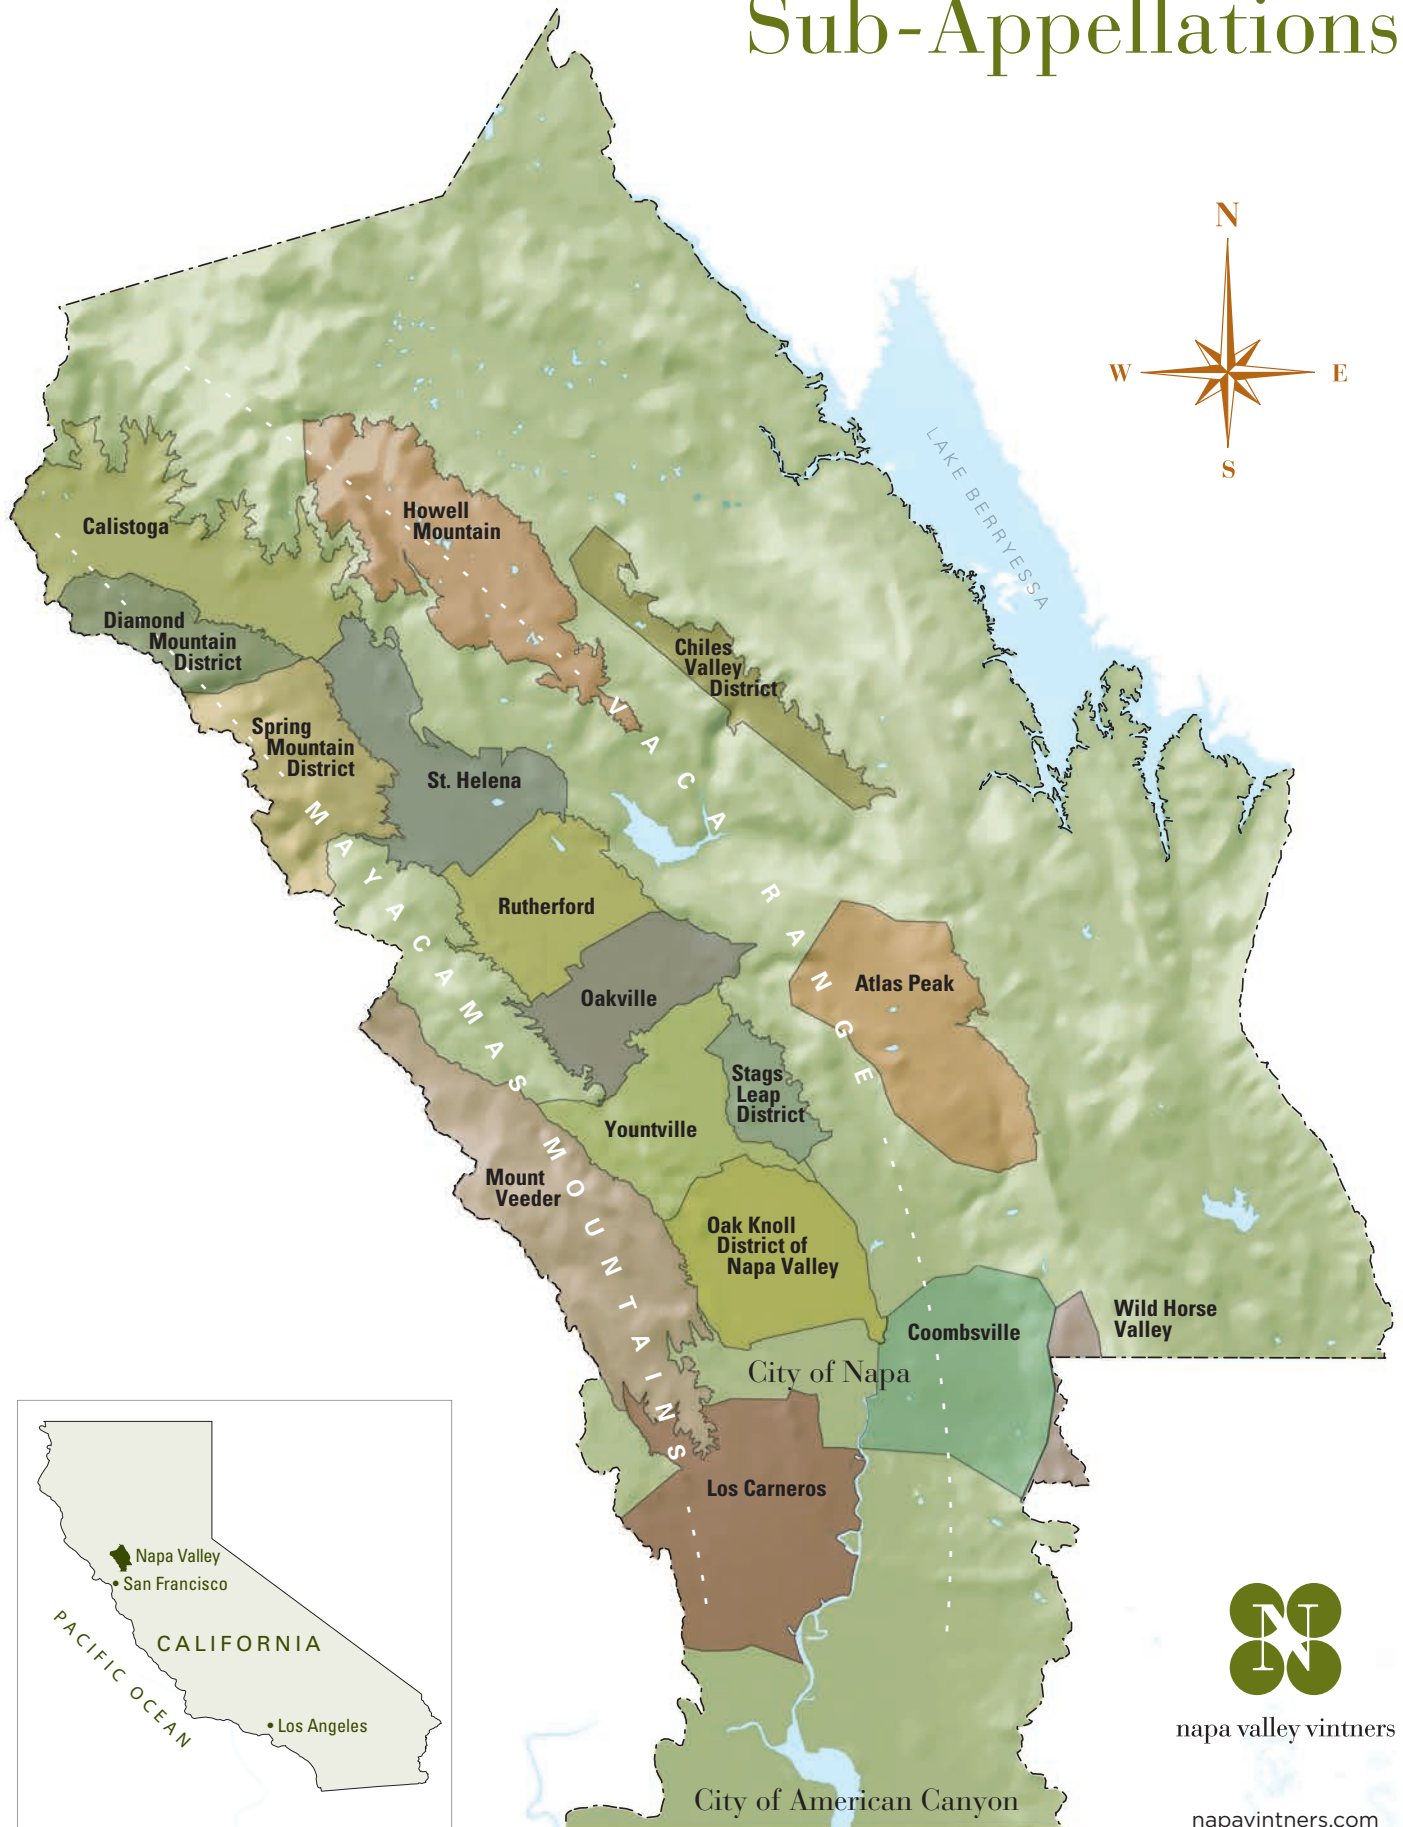 Sub-Appellations
N
W
E
S
LAKE BERRYESSA
Calistoga
Howell
Mountain
Diamond
Mountain
District
Chiles
Valley
District
Spring
Mountain
District
St. Helena
VACA RANGE
MAYACAMAS MOUNTAINS
Rutherford
Oakville
Atlas Peak
Stags
Leap
District
Yountville
Mount
Veeder
Oak Knoll
District of
Napa Valley
Coombsville
Wild Horse
Valley
City of Napa
Los Carneros
Napa Valley
San Francisco
CALIFORNIA
PACIFIC OCEAN
Los Angeles
N
napa valley vintners
City of American Canyon
napavintners.com